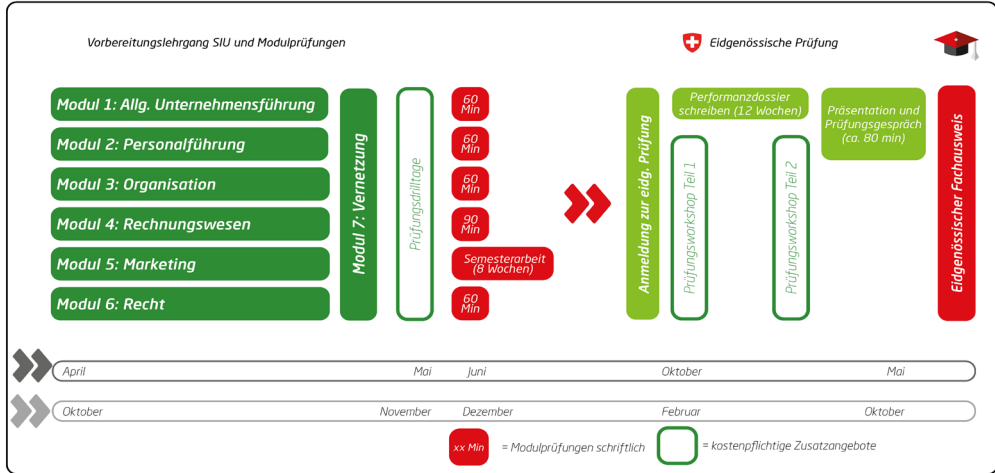 Vorbereitungslehrgang SIU und Modulprüfungen
Eidgenössische Prüfung
Modul 1: Allg. Unternehmensführung
Modul 2: Personalführung
Modul 3: Organisation
Modul 4: Rechnungswesen
Modul 5: Marketing
Modul 6: Recht
Modul 7: Vernetzung
Prüfungsdrilltage
60
Min
60
Min
60
Min
90
Min
Semesterarbeit
(8 Wochen)
60
Min
Anmeldung zur eidg. Prüfung
Performanzdossier
schreiben (12 Wochen)
Prüfungsworkshop Teil 1
Prüfungsworkshop Teil 2
Präsentation und
Prüfungsgespräch
(ca. 80 min)
Eidgenössischer Fachausweis
April Mai Juni Oktober Mai
Oktober November Dezember Februar Oktober
xx Min = Modulprüfungen schriftlich = kostenpflichtige Zusatzangebote